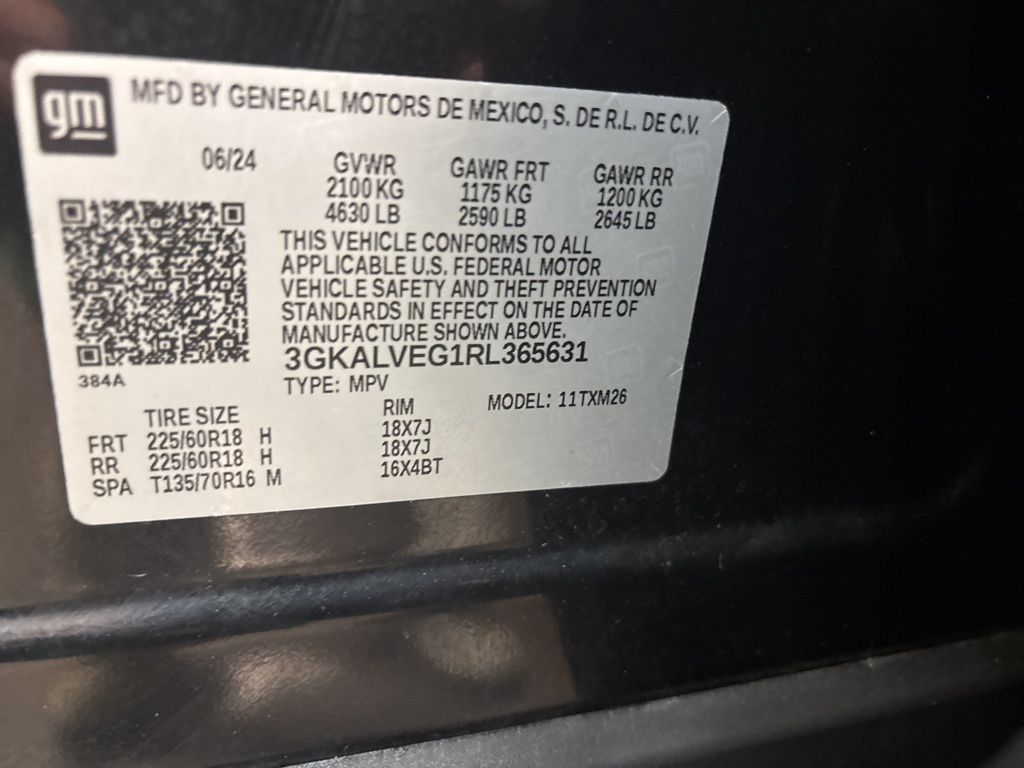 gm
MFD BY GENERAL MOTORS DE MEXICO, S. DE R.L. DE C.V.
06/24 GVWR GAWR FRT GAWR RR
2100 KG 1175 KG 1200 KG
4630 LB 2590 LB 2645 LB
THIS VEHICLE CONFORMS TO ALL
APPLICABLE U.S. FEDERAL MOTOR
VEHICLE SAFETY AND THEFT PREVENTION
STANDARDS IN EFFECT ON THE DATE OF
MANUFACTURE SHOWN ABOVE.
3GKALVEG1RL365631
384A
TYPE: MPV MODEL: 11TXM26
TIRE SIZE RIM
FRT 225/60R18 H 18X7J
RR 225/60R18 H 18X7J
SPA T135/70R16 M 16X4BT